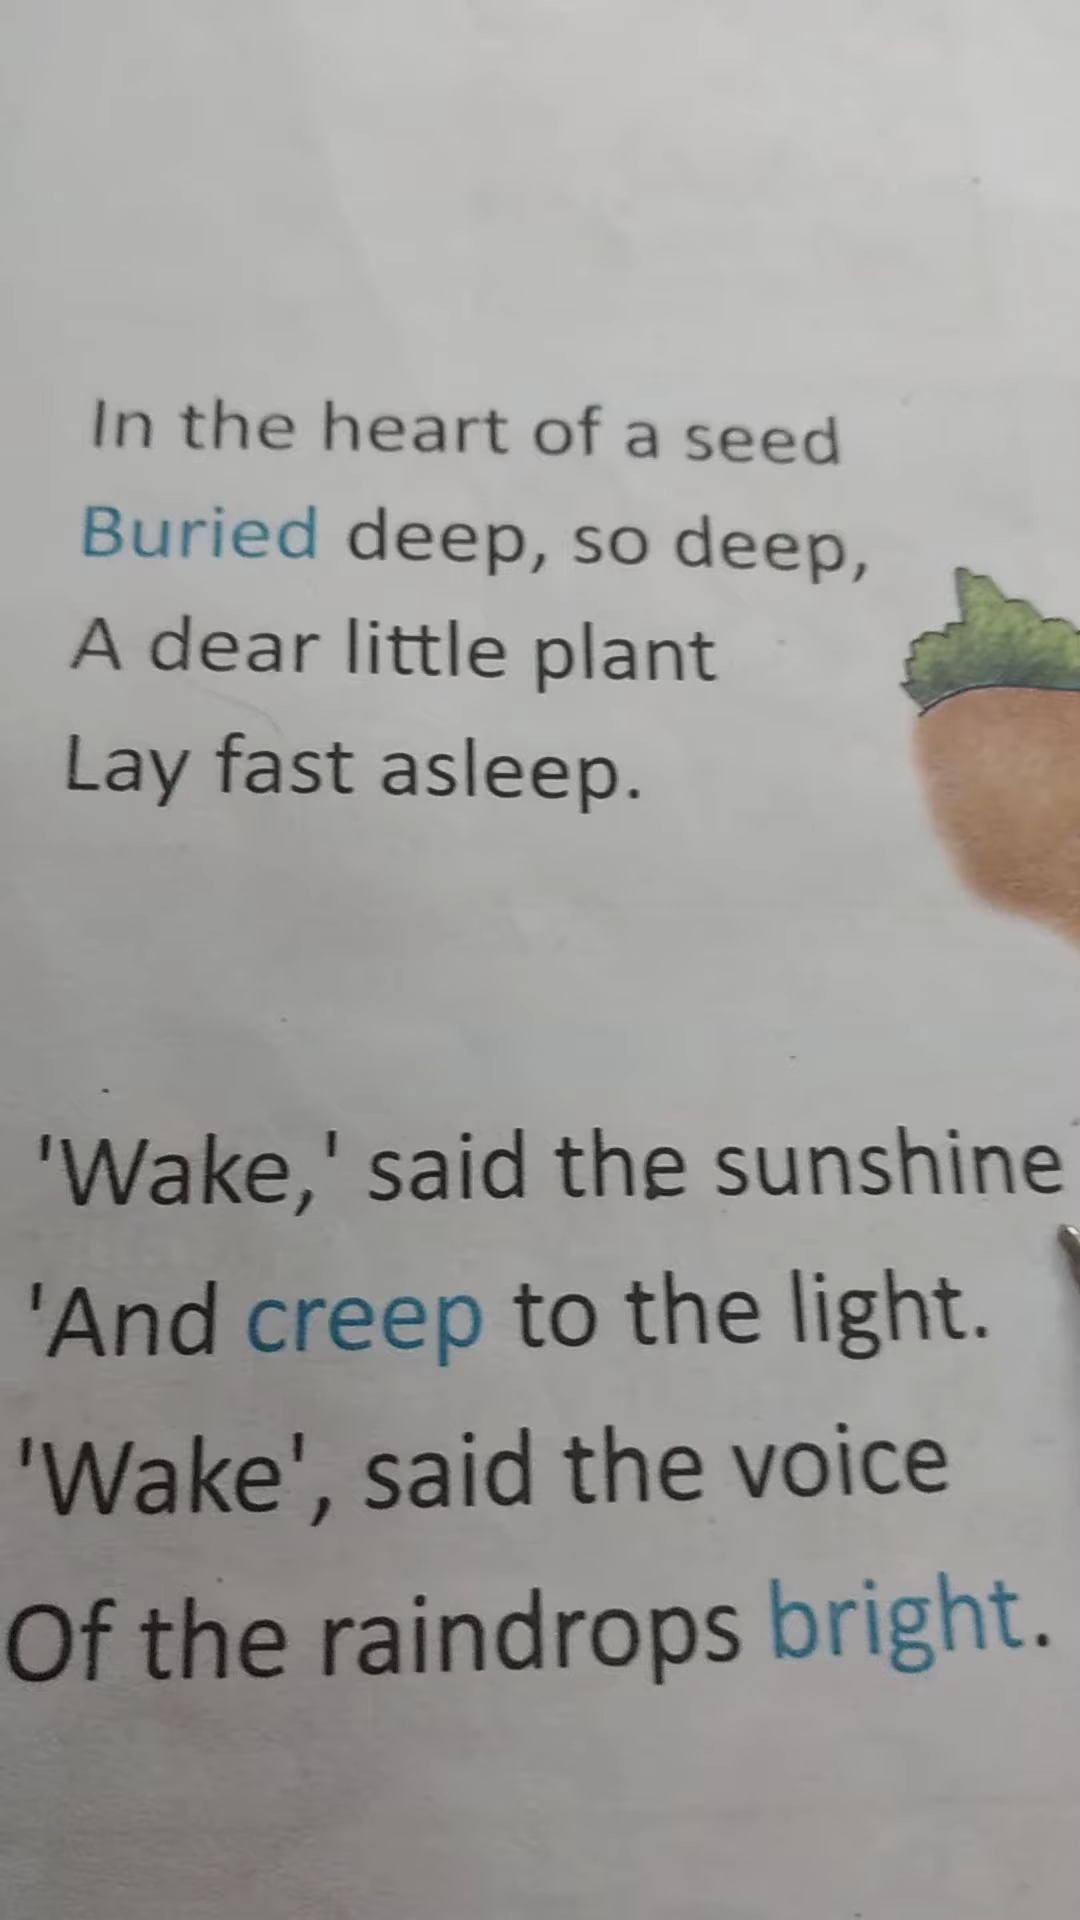 In the heart of a seed
Buried deep, so deep,
A dear little plant
Lay fast asleep.
'Wake,' said the sunshine
'And creep to the light.
'Wake', said the voice
Of the raindrops bright.